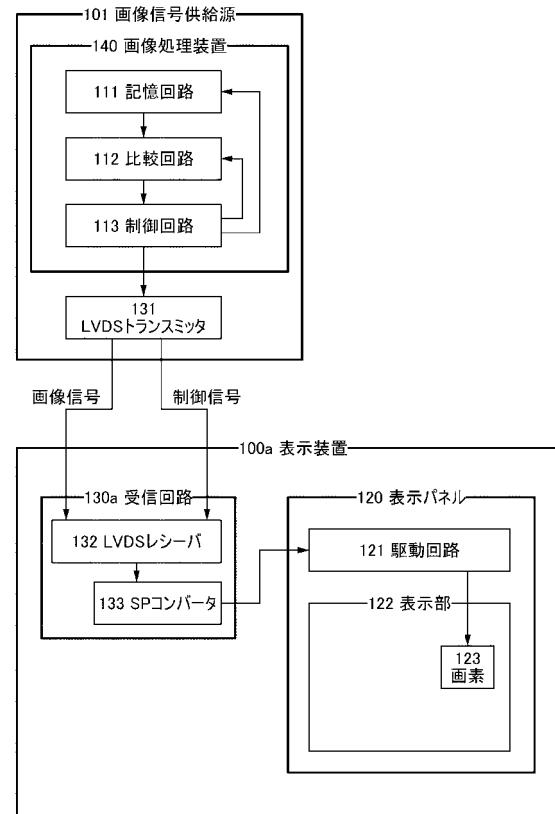 101 画像信号供給源
140 画像処理装置
111 記憶回路
112 比較回路
113 制御回路
131
LVDSトランスミッタ
画像信号
制御信号
100a 表示装置
130a 受信回路
132 LVDSレシーバ
133 SPコンバータ
120 表示パネル
121 駆動回路
122 表示部
123
画素